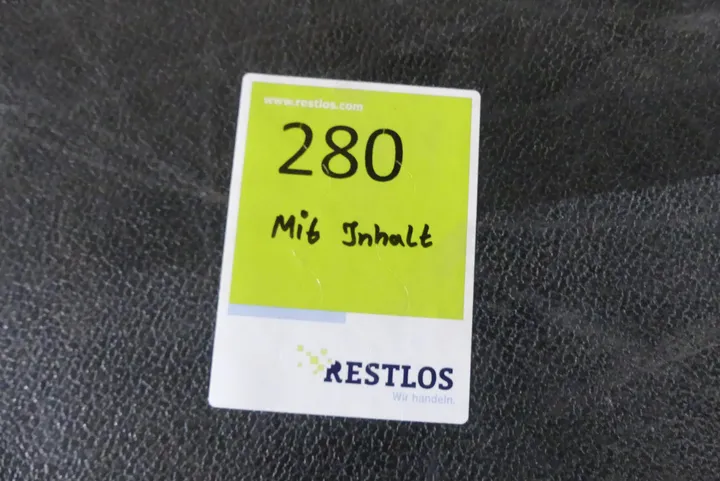 www.restlos.com
280
Mit Inhalt
RESTLOS
Wir handeln.